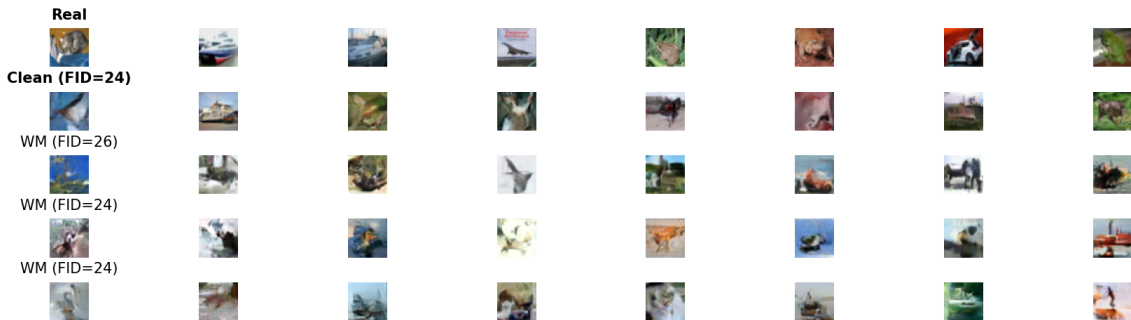 Real
Clean (FID=24)
WM (FID=26)
WM (FID=24)
WM (FID=24)